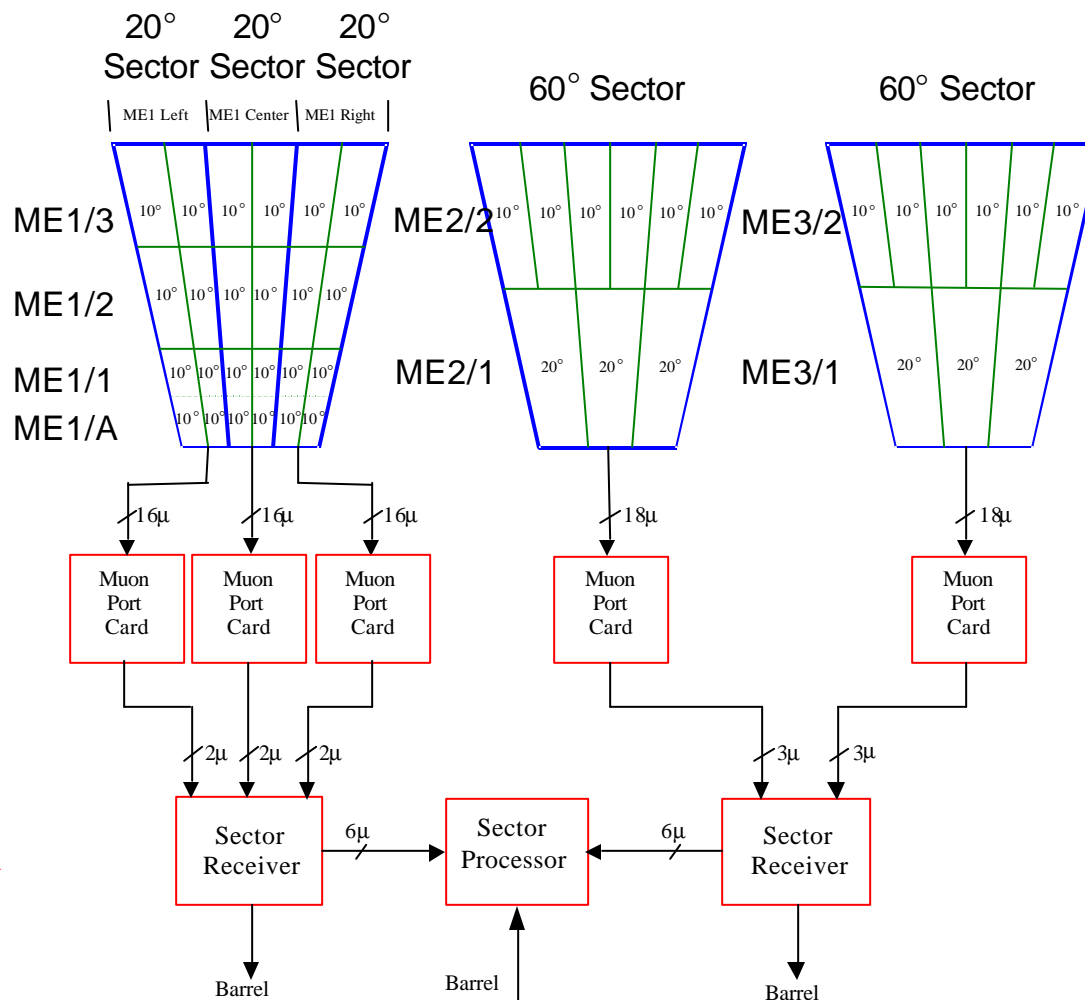 20° 20° 20°
Sector Sector Sector
ME1 Left ME1 Center ME1 Right
60° Sector
60° Sector
ME1/3
10° 10° 10° 10° 10° 10°
ME2/2
10° 10° 10° 10° 10° 10°
ME3/2
10° 10° 10° 10° 10° 10°
ME1/2
10° 10° 10° 10° 10° 10°
ME1/1
10° 10° 10° 10° 10° 10°
ME2/1
20° 20° 20°
ME3/1
20° 20° 20°
ME1/A
10° 10° 10° 10° 10° 10°
16μ 16μ 16μ 18μ 18μ
Muon
Port
Card
Muon
Port
Card
Muon
Port
Card
Muon
Port
Card
Muon
Port
Card
2μ 2μ 2μ 3μ 3μ
Sector
Receiver
6μ
Sector
Processor
6μ
Sector
Receiver
Barrel
Barrel
Barrel